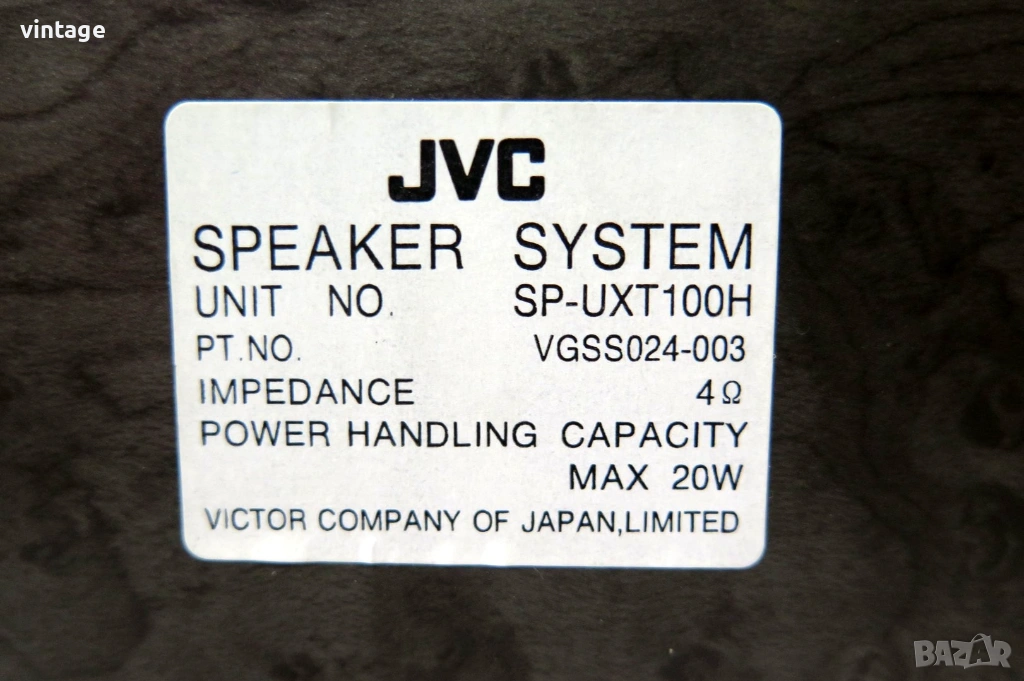 vintage
JVC
SPEAKER SYSTEM
UNIT NO. SP-UXT100H
PT.NO. VGSS024-003
IMPEDANCE 4Ω
POWER HANDLING CAPACITY
MAX 20W
VICTOR COMPANY OF JAPAN,LIMITED
BAZAR